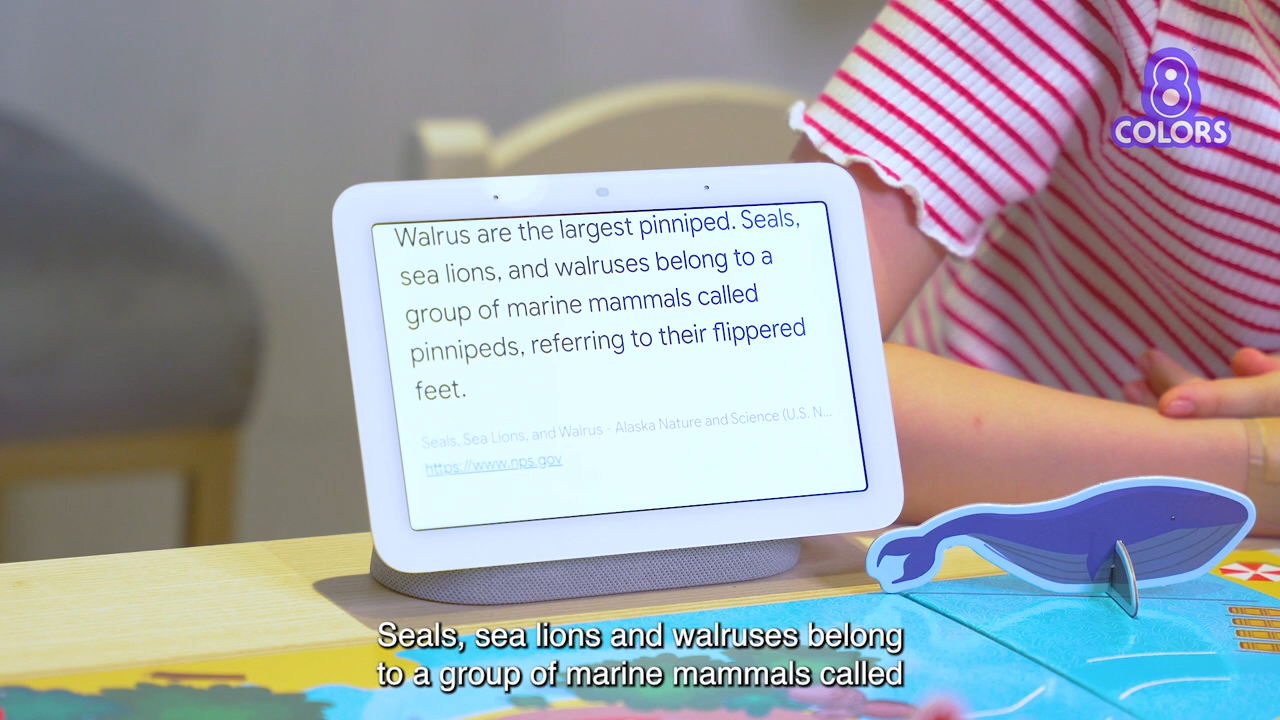 8
COLORS
Walrus are the largest pinniped. Seals,
sea lions, and walruses belong to a
group of marine mammals called
pinnipeds, referring to their flippered
feet.
Seals, Sea Lions, and Walrus - Alaska Nature and Science (U.S. N...
https://www.nps.gov
Seals, sea lions and walruses belong
to a group of marine mammals called